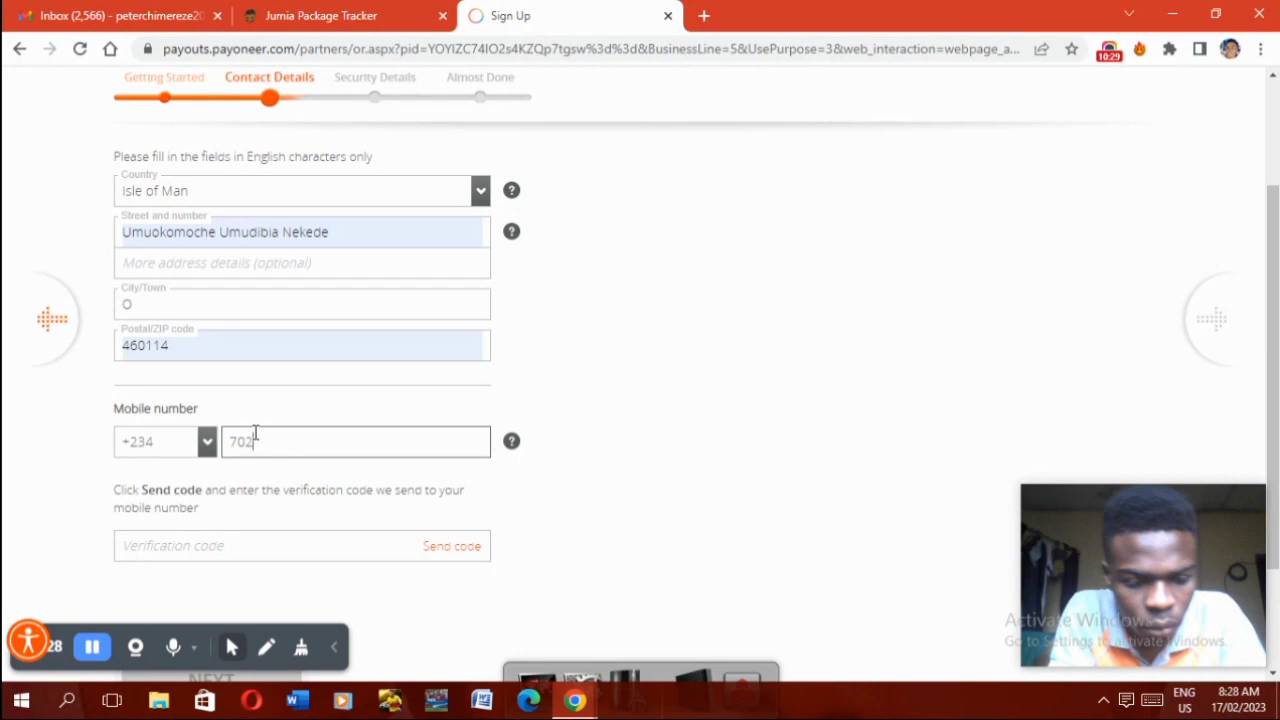 Inbox (2,566) - peterchimereze20
Jumia Package Tracker
Sign Up
payouts.payoneer.com/partners/or.aspx?pid=YOYIZC74IO2s4KZQp7tgsw%3d%3d&BusinessLine=5&UsePurpose=3&web_interaction=webpage_a...
10:29
Getting Started
Contact Details
Security Details
Almost Done
Please fill in the fields in English characters only
Country
Isle of Man
?
Street and number
Umuokomoche Umudibia Nekede
?
More address details (optional)
City/Town
O
Postal/ZIP code
460114
Mobile number
+234
702
?
Click Send code and enter the verification code we send to your
mobile number
Verification code
Send code
Activate Windows
Go to Settings to activate Windows.
28
NEXT
ENG
US
8:28 AM
17/02/2023